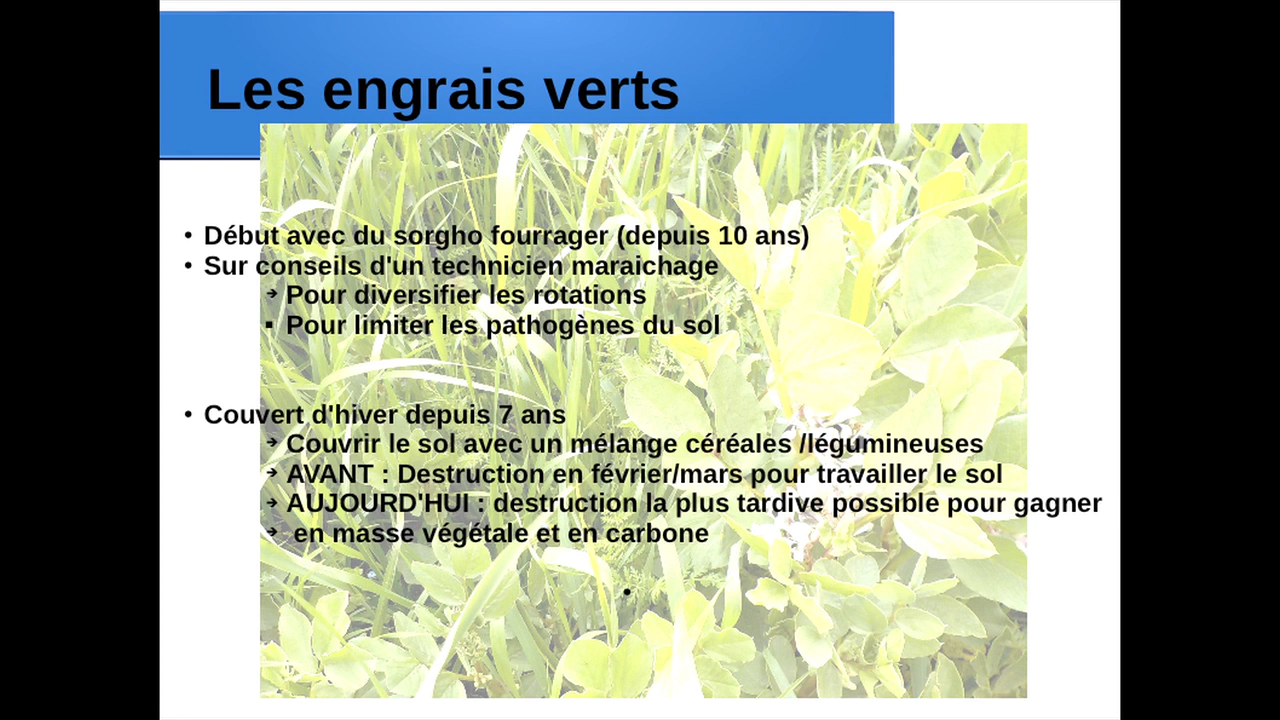 Les engrais verts
• Début avec du sorgho fourrager (depuis 10 ans)
• Sur conseils d'un technicien maraichage
➔ Pour diversifier les rotations
▪ Pour limiter les pathogènes du sol
• Couvert d'hiver depuis 7 ans
➔ Couvrir le sol avec un mélange céréales /légumineuses
➔ AVANT : Destruction en février/mars pour travailler le sol
➔ AUJOURD'HUI : destruction la plus tardive possible pour gagner
➔ en masse végétale et en carbone
•